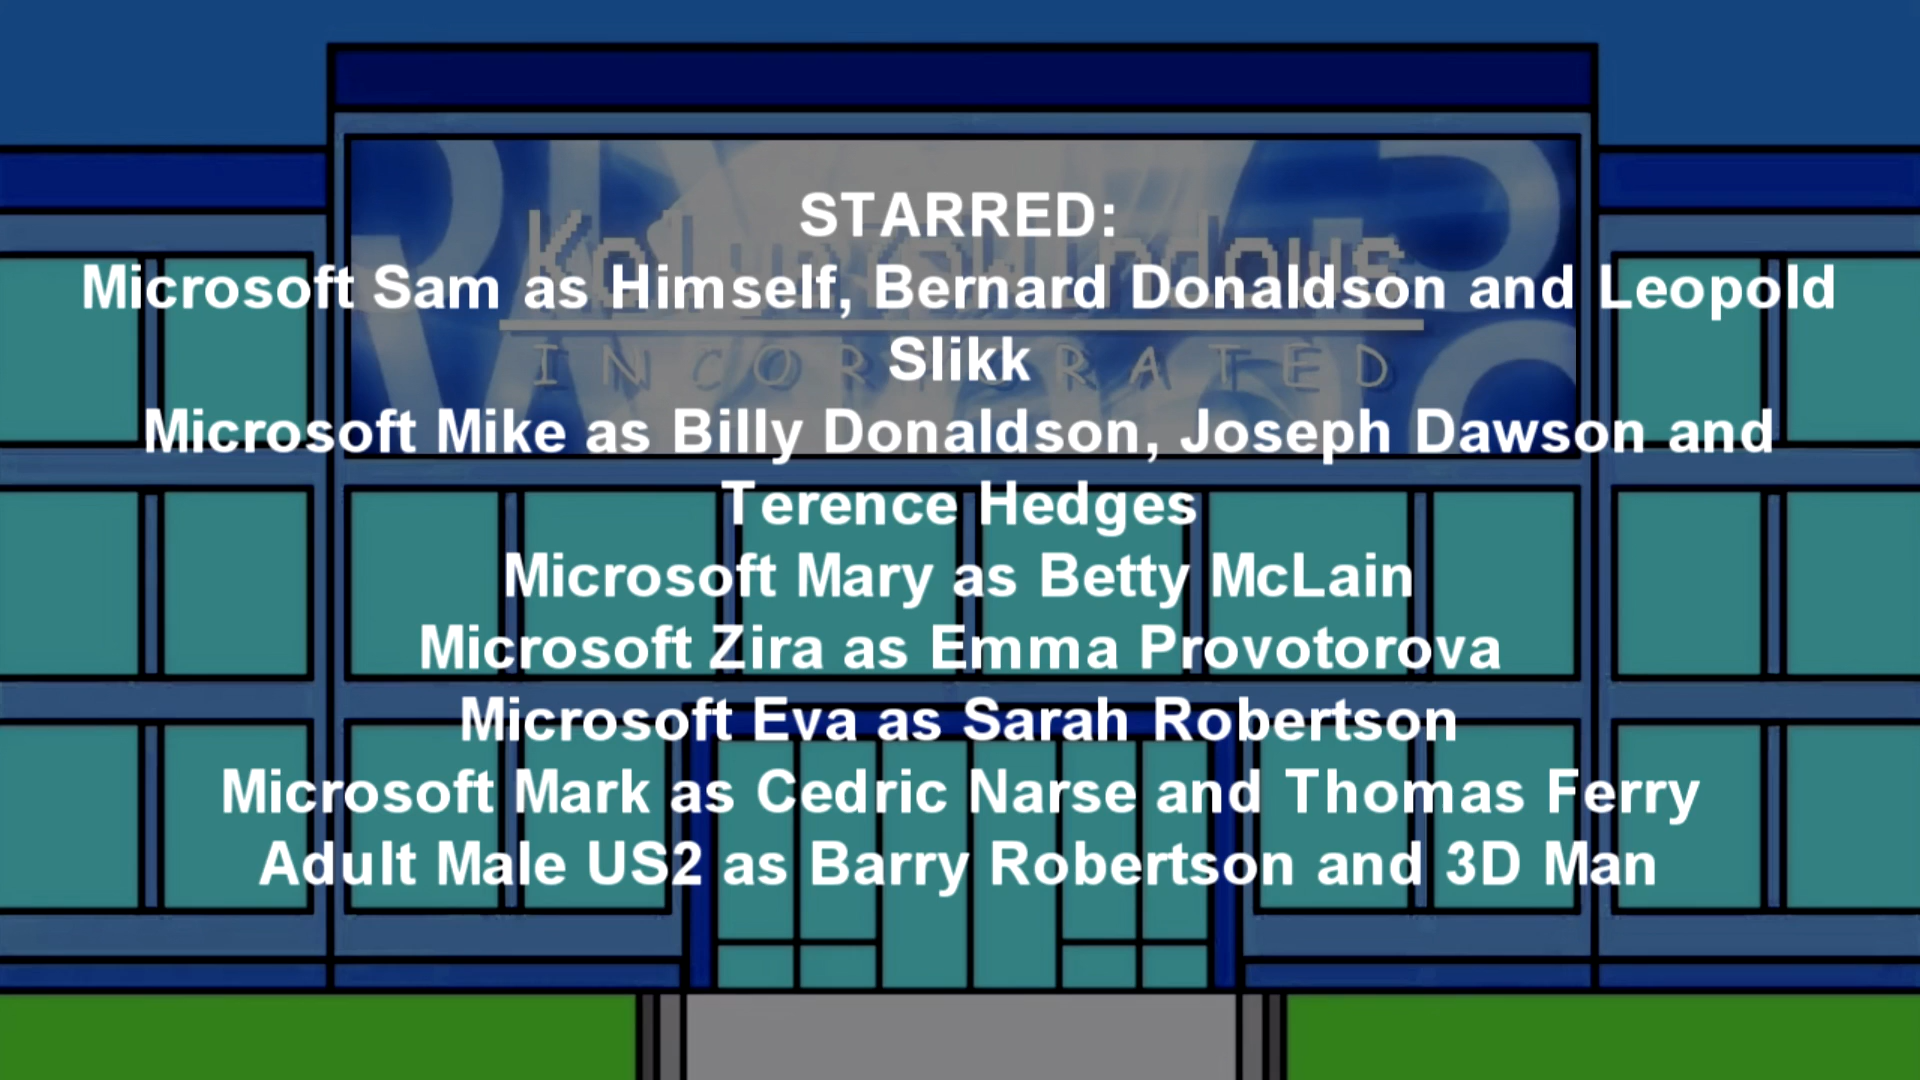 STARRED:
Microsoft Sam as Himself, Bernard Donaldson and Leopold
Slikk
Microsoft Mike as Billy Donaldson, Joseph Dawson and
Terence Hedges
Microsoft Mary as Betty McLain
Microsoft Zira as Emma Provotorova
Microsoft Eva as Sarah Robertson
Microsoft Mark as Cedric Narse and Thomas Ferry
Adult Male US2 as Barry Robertson and 3D Man
INCORPORATED